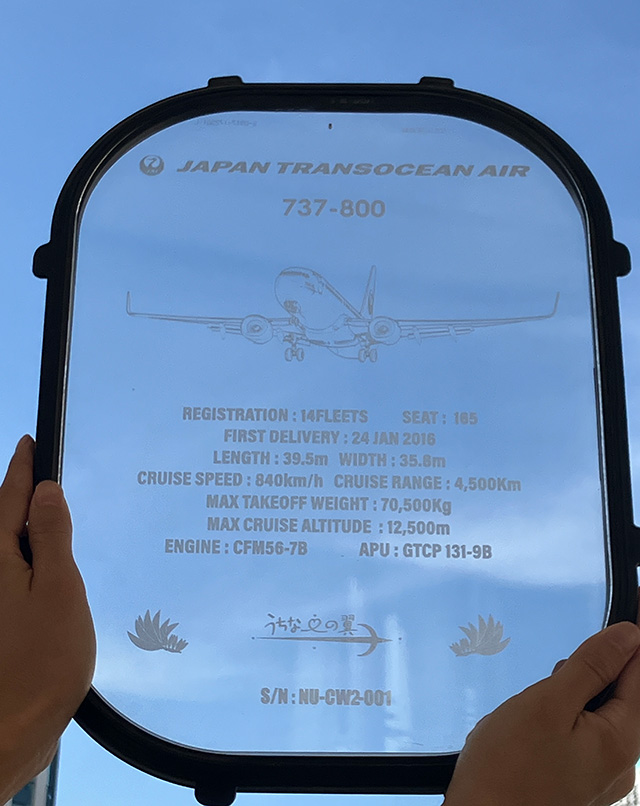 JAPAN TRANSOCEAN AIR
737-800
REGISTRATION : 14FLEETS SEAT : 165
FIRST DELIVERY : 24 JAN 2016
LENGTH : 39.5m WIDTH : 35.8m
CRUISE SPEED : 840km/h CRUISE RANGE : 4,500Km
MAX TAKEOFF WEIGHT : 70,500Kg
MAX CRUISE ALTITUDE : 12,500m
ENGINE : CFM56-7B APU : GTCP 131-9B
うちなーの翼
S/N : NU-CW2-001